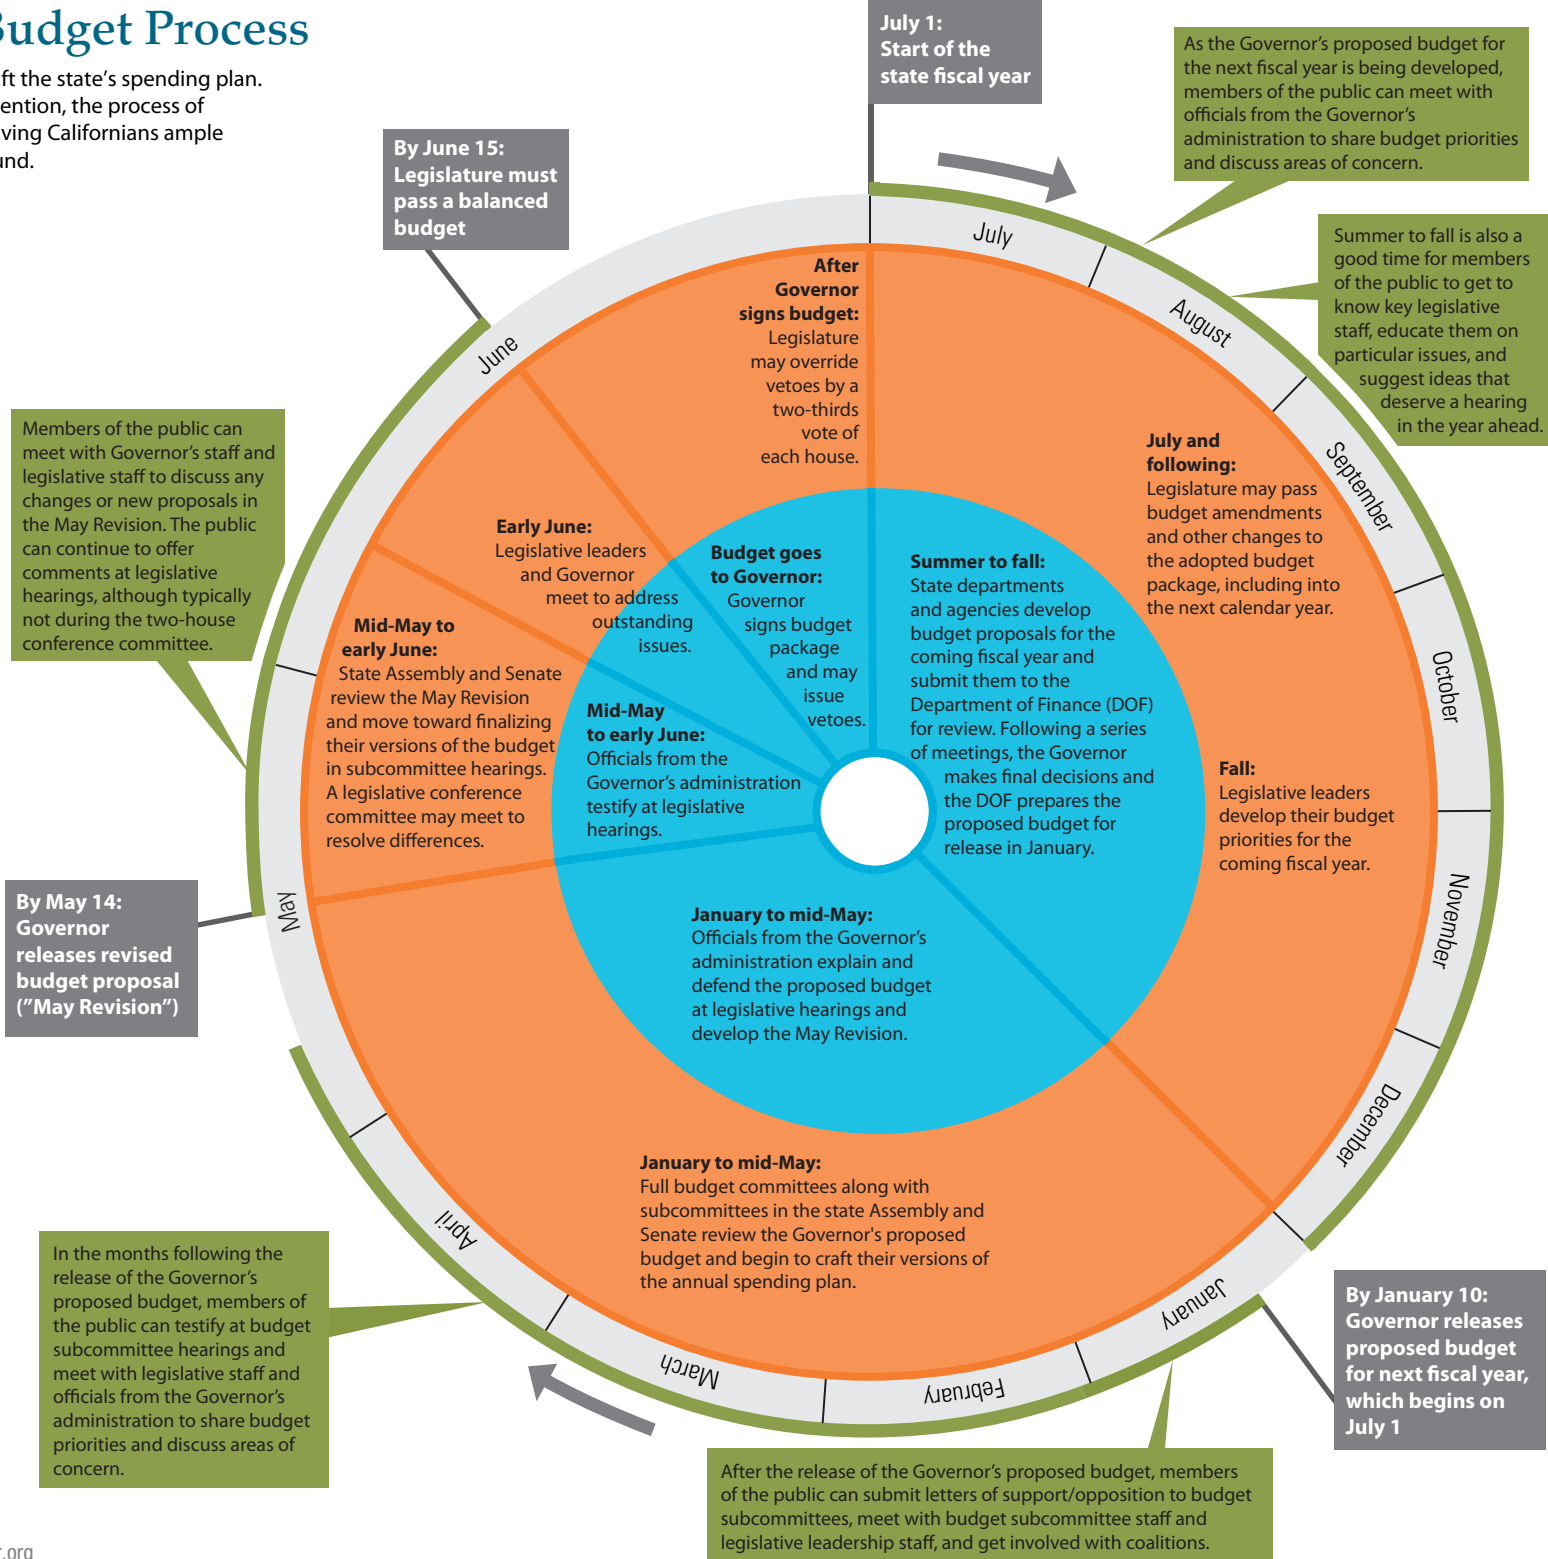 Budget Process
ft the state's spending plan.
ention, the process of
ving Californians ample
und.
July 1:
Start of the
state fiscal year
As the Governor's proposed budget for
the next fiscal year is being developed,
members of the public can meet with
officials from the Governor's
administration to share budget priorities
and discuss areas of concern.
By June 15:
Legislature must
pass a balanced
budget
Summer to fall is also a
good time for members
of the public to get to
know key legislative
staff, educate them on
particular issues, and
suggest ideas that
deserve a hearing
in the year ahead.
July
August
September
October
November
December
January
February
March
April
May
June
After
Governor
signs budget:
Legislature
may override
vetoes by a
two-thirds
vote of
each house.
July and
following:
Legislature may pass
budget amendments
and other changes to
the adopted budget
package, including into
the next calendar year.
Members of the public can
meet with Governor's staff and
legislative staff to discuss any
changes or new proposals in
the May Revision. The public
can continue to offer
comments at legislative
hearings, although typically
not during the two-house
conference committee.
Early June:
Legislative leaders
and Governor
meet to address
outstanding
issues.
Budget goes
to Governor:
Governor
signs budget
package
and may
issue
vetoes.
Summer to fall:
State departments
and agencies develop
budget proposals for the
coming fiscal year and
submit them to the
Department of Finance (DOF)
for review. Following a series
of meetings, the Governor
makes final decisions and
the DOF prepares the
proposed budget for
release in January.
Mid-May to
early June:
State Assembly and Senate
review the May Revision
and move toward finalizing
their versions of the budget
in subcommittee hearings.
A legislative conference
committee may meet to
resolve differences.
Mid-May
to early June:
Officials from the
Governor's administration
testify at legislative
hearings.
Fall:
Legislative leaders
develop their budget
priorities for the
coming fiscal year.
By May 14:
Governor
releases revised
budget proposal
("May Revision")
January to mid-May:
Officials from the Governor's
administration explain and
defend the proposed budget
at legislative hearings and
develop the May Revision.
January to mid-May:
Full budget committees along with
subcommittees in the state Assembly and
Senate review the Governor's proposed
budget and begin to craft their versions of
the annual spending plan.
In the months following the
release of the Governor's
proposed budget, members of
the public can testify at budget
subcommittee hearings and
meet with legislative staff and
officials from the Governor's
administration to share budget
priorities and discuss areas of
concern.
By January 10:
Governor releases
proposed budget
for next fiscal year,
which begins on
July 1
After the release of the Governor's proposed budget, members
of the public can submit letters of support/opposition to budget
subcommittees, meet with budget subcommittee staff and
legislative leadership staff, and get involved with coalitions.
r.org